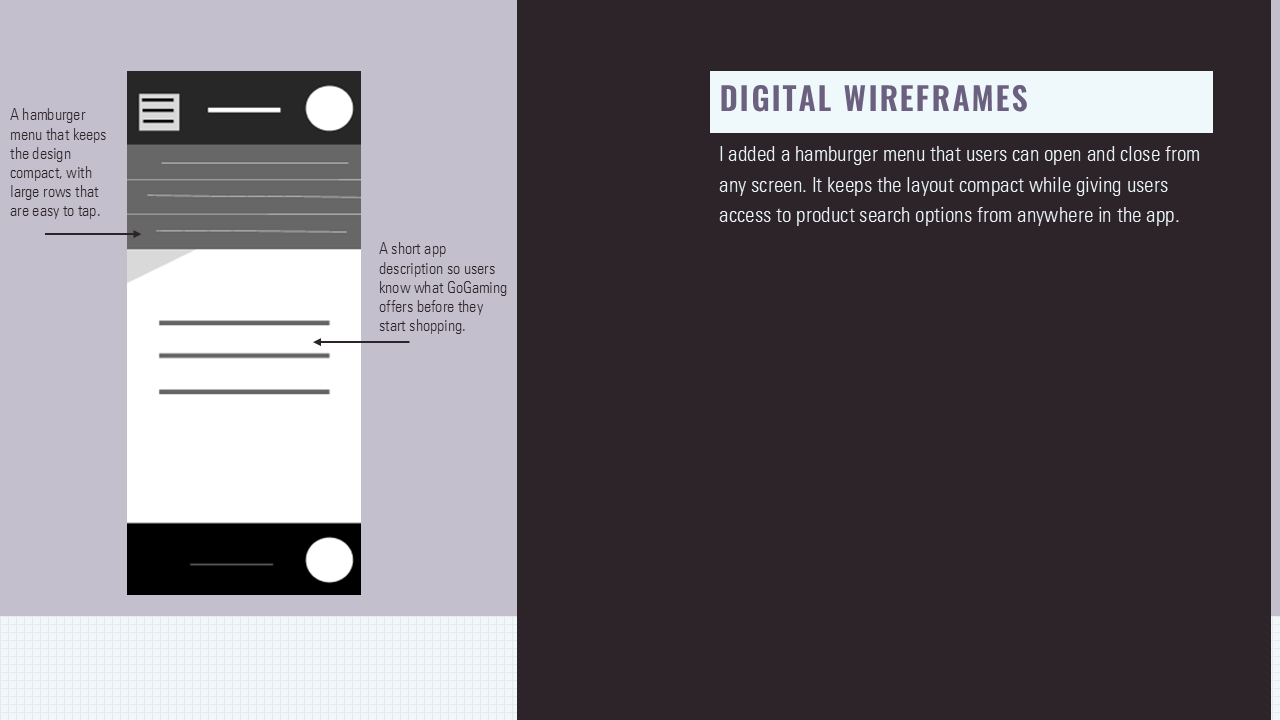 A hamburger
menu that keeps
the design
compact, with
large rows that
are easy to tap.
A short app
description so users
know what GoGaming
offers before they
start shopping.
DIGITAL WIREFRAMES
I added a hamburger menu that users can open and close from
any screen. It keeps the layout compact while giving users
access to product search options from anywhere in the app.